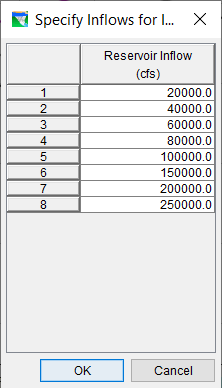 Specify Inflows for I...
Reservoir Inflow
(cfs)
1 20000.0
2 40000.0
3 60000.0
4 80000.0
5 100000.0
6 150000.0
7 200000.0
8 250000.0
OK Cancel